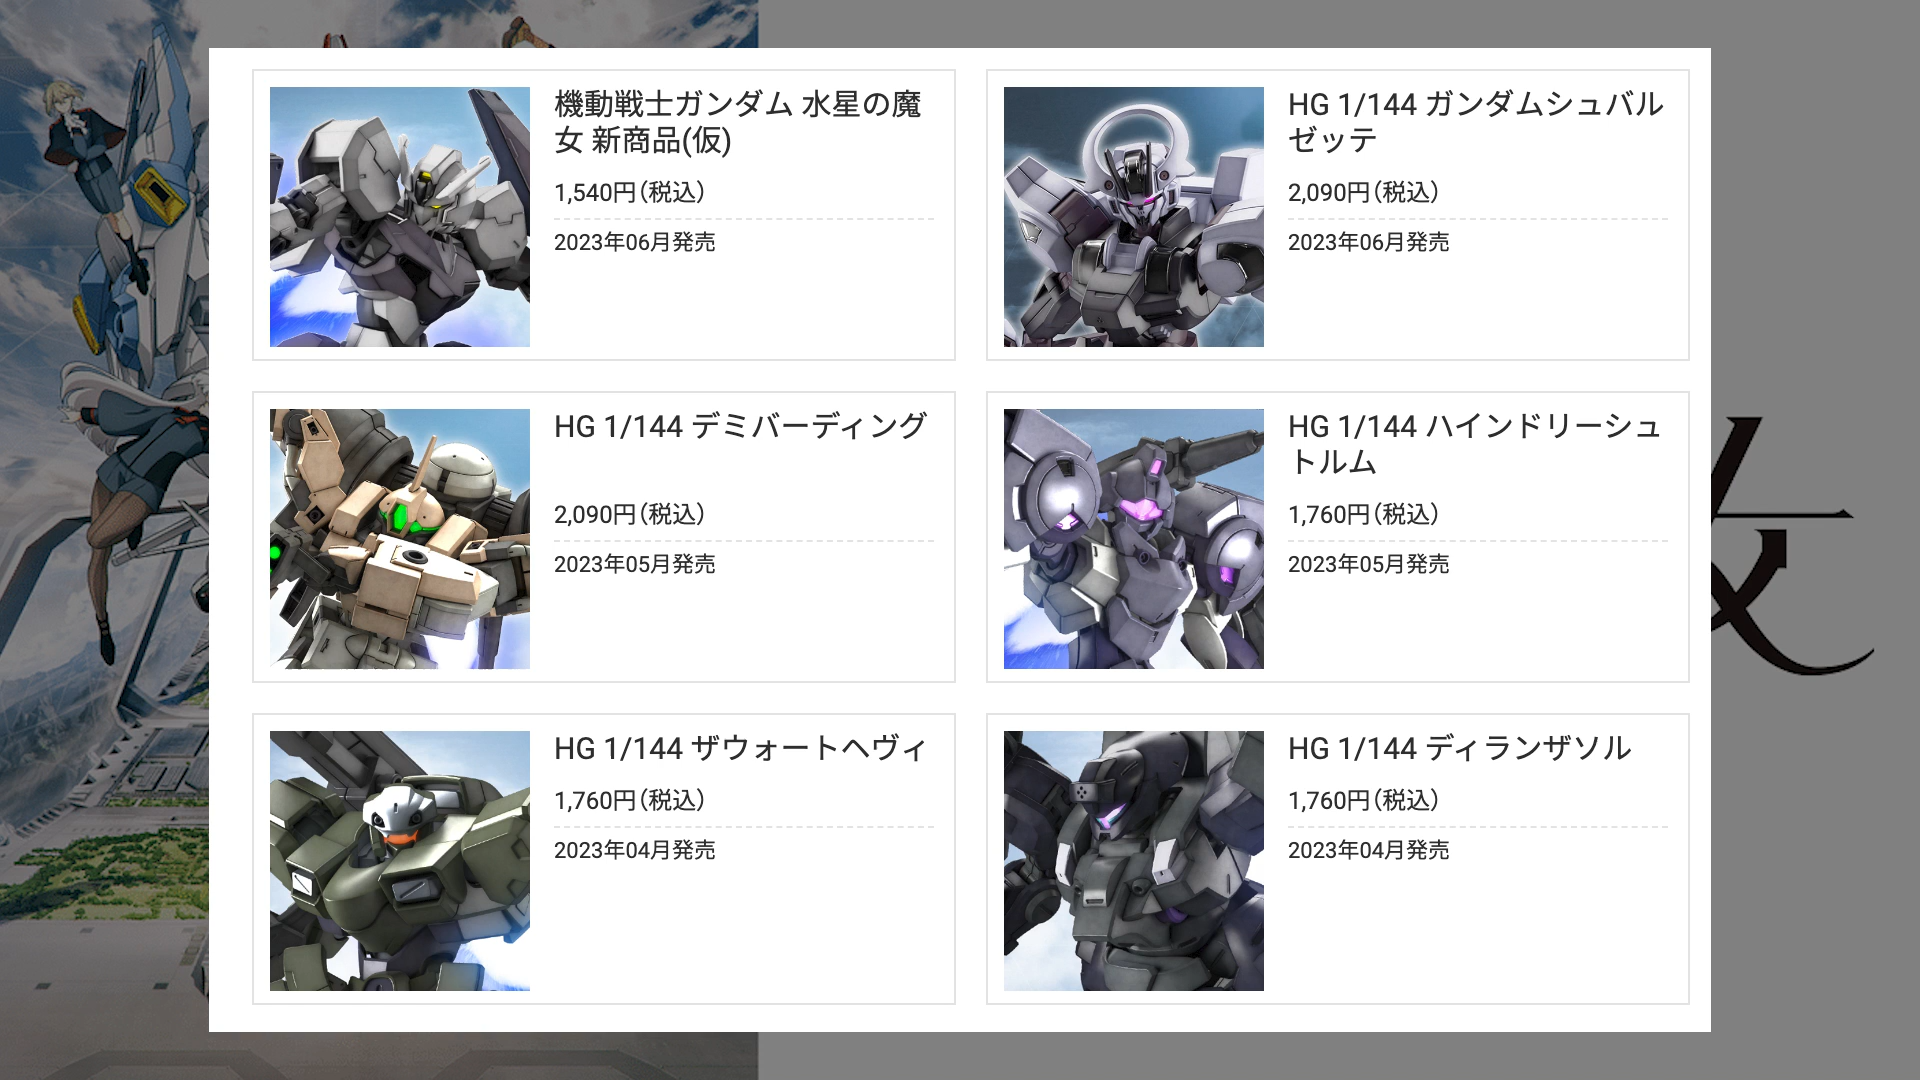 機動戦士ガンダム 水星の魔
女 新商品(仮)
1,540円(税込)
2023年06月発売
HG 1/144 ガンダムシュバル
ゼッテ
2,090円(税込)
2023年06月発売
HG 1/144 デミバーディング
2,090円(税込)
2023年05月発売
HG 1/144 ハインドリーシュ
トルム
1,760円(税込)
2023年05月発売
HG 1/144 ザウォートヘヴィ
1,760円(税込)
2023年04月発売
HG 1/144 ディランザソル
1,760円(税込)
2023年04月発売